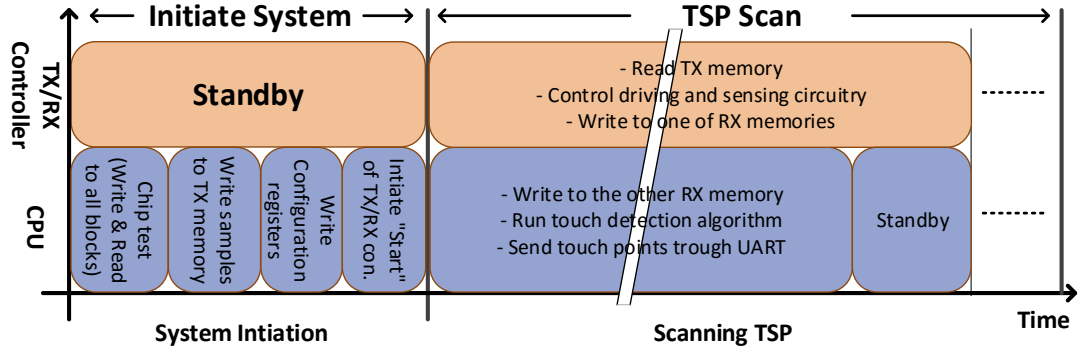 Initiate System
TSP Scan
TX/RX
Controller
Standby
- Read TX memory
- Control driving and sensing circuitry
- Write to one of RX memories
CPU
Chip test
(Write & Read
to all blocks)
Write samples
to TX memory
Write
Configuration
registers
Intiate "Start"
of TX/RX con.
- Write to the other RX memory
- Run touch detection algorithm
- Send touch points trough UART
Standby
Time
System Intiation
Scanning TSP